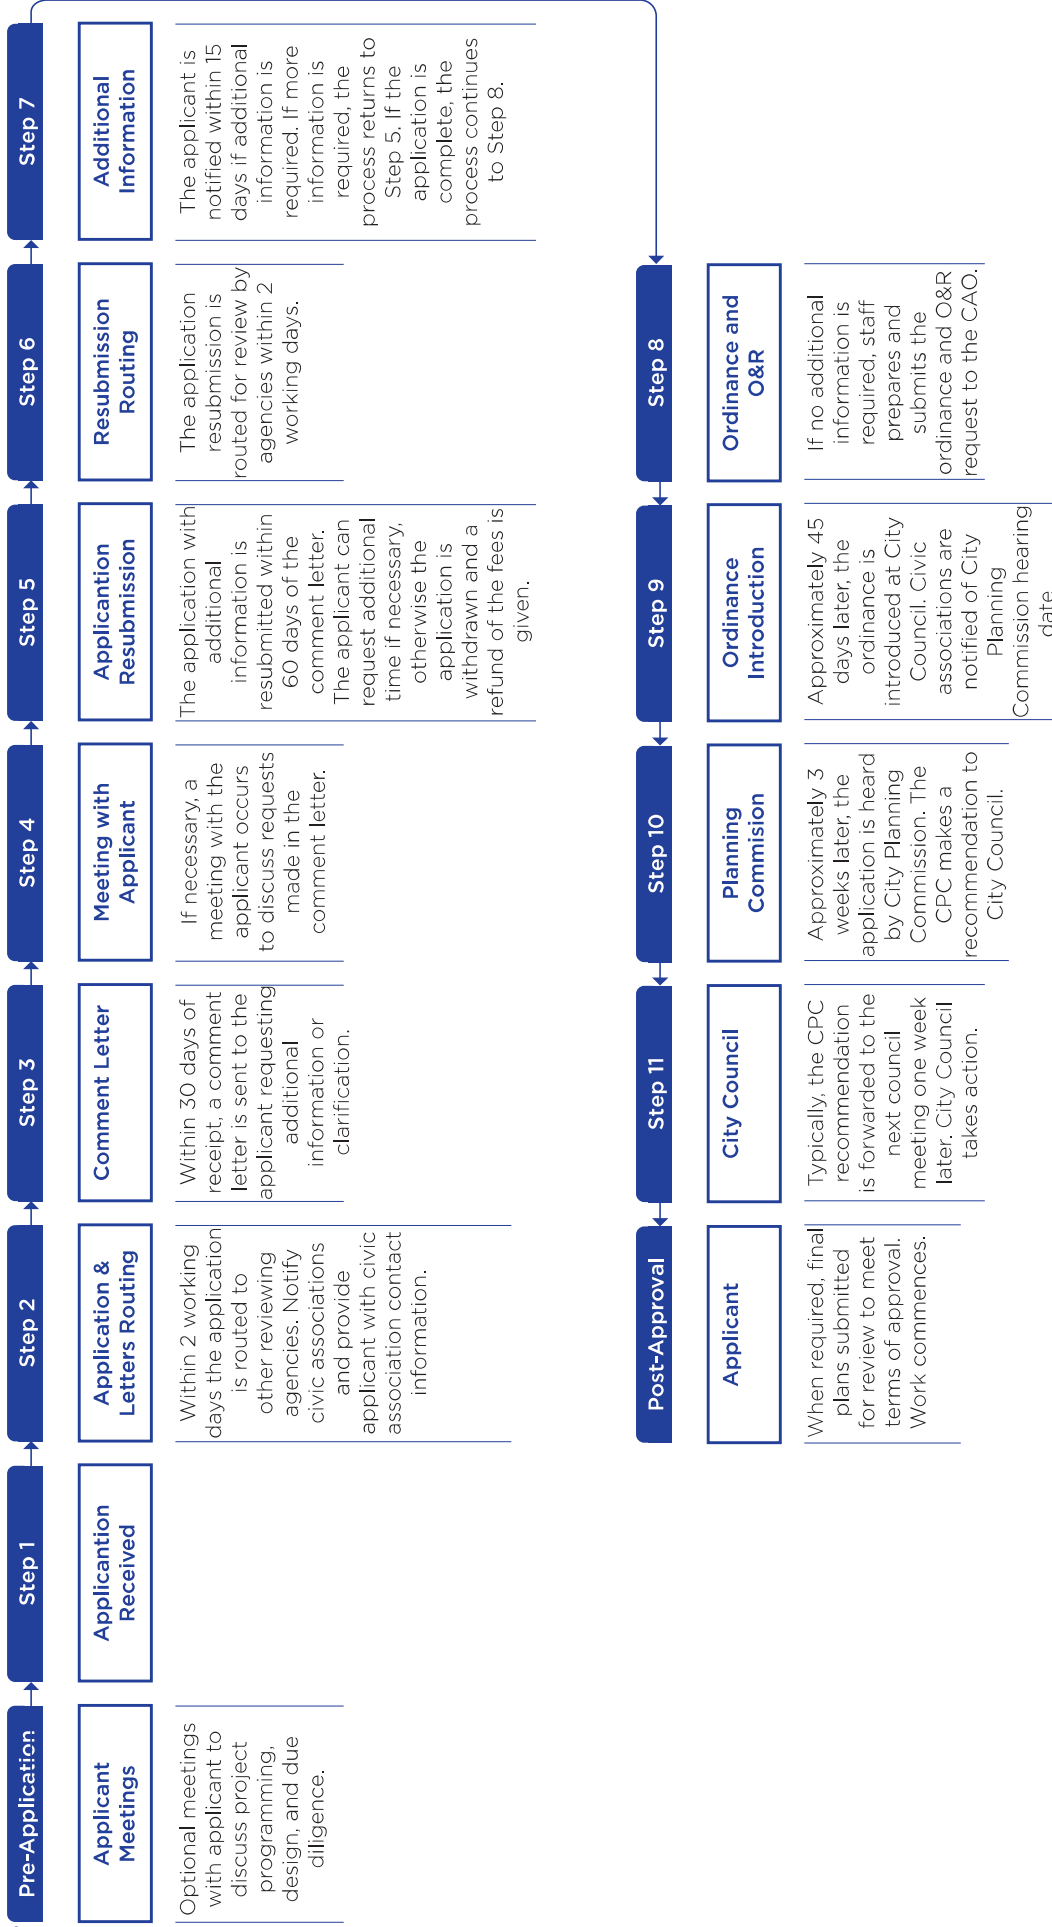 Pre-Application
Applicant
Meetings
Optional meetings
with applicant to
discuss project
programming,
design, and due
diligence.
Step 1
Applicantion
Received
Step 2
Application &
Letters Routing
Within 2 working
days the application
is routed to
other reviewing
agencies. Notify
civic associations
and provide
applicant with civic
association contact
information.
Step 3
Comment Letter
Within 30 days of
receipt, a comment
letter is sent to the
applicant requesting
additional
information or
clarification.
Step 4
Meeting with
Applicant
If necessary, a
meeting with the
applicant occurs
to discuss requests
made in the
comment letter.
Step 5
Applicantion
Resubmission
The application with
additional
information is
resubmitted within
60 days of the
comment letter.
The applicant can
request additional
time if necessary,
otherwise the
application is
withdrawn and a
refund of the fees is
given.
Step 6
Resubmission
Routing
The application
resubmission is
routed for review by
agencies within 2
working days.
Step 7
Additional
Information
The applicant is
notified within 15
days if additional
information is
required. If more
information is
required, the
process returns to
Step 5. If the
application is
complete, the
process continues
to Step 8.
Step 8
Ordinance and
O&R
If no additional
information is
required, staff
prepares and
submits the
ordinance and O&R
request to the CAO.
Step 9
Ordinance
Introduction
Approximately 45
days later, the
ordinance is
introduced at City
Council. Civic
associations are
notified of City
Planning
Commission hearing
date
Step 10
Planning
Commision
Approximately 3
weeks later, the
application is heard
by City Planning
Commission. The
CPC makes a
recommendation to
City Council.
Step 11
City Council
Typically, the CPC
recommendation
is forwarded to the
next council
meeting one week
later. City Council
takes action.
Post-Approval
Applicant
When required, final
plans submitted
for review to meet
terms of approval.
Work commences.